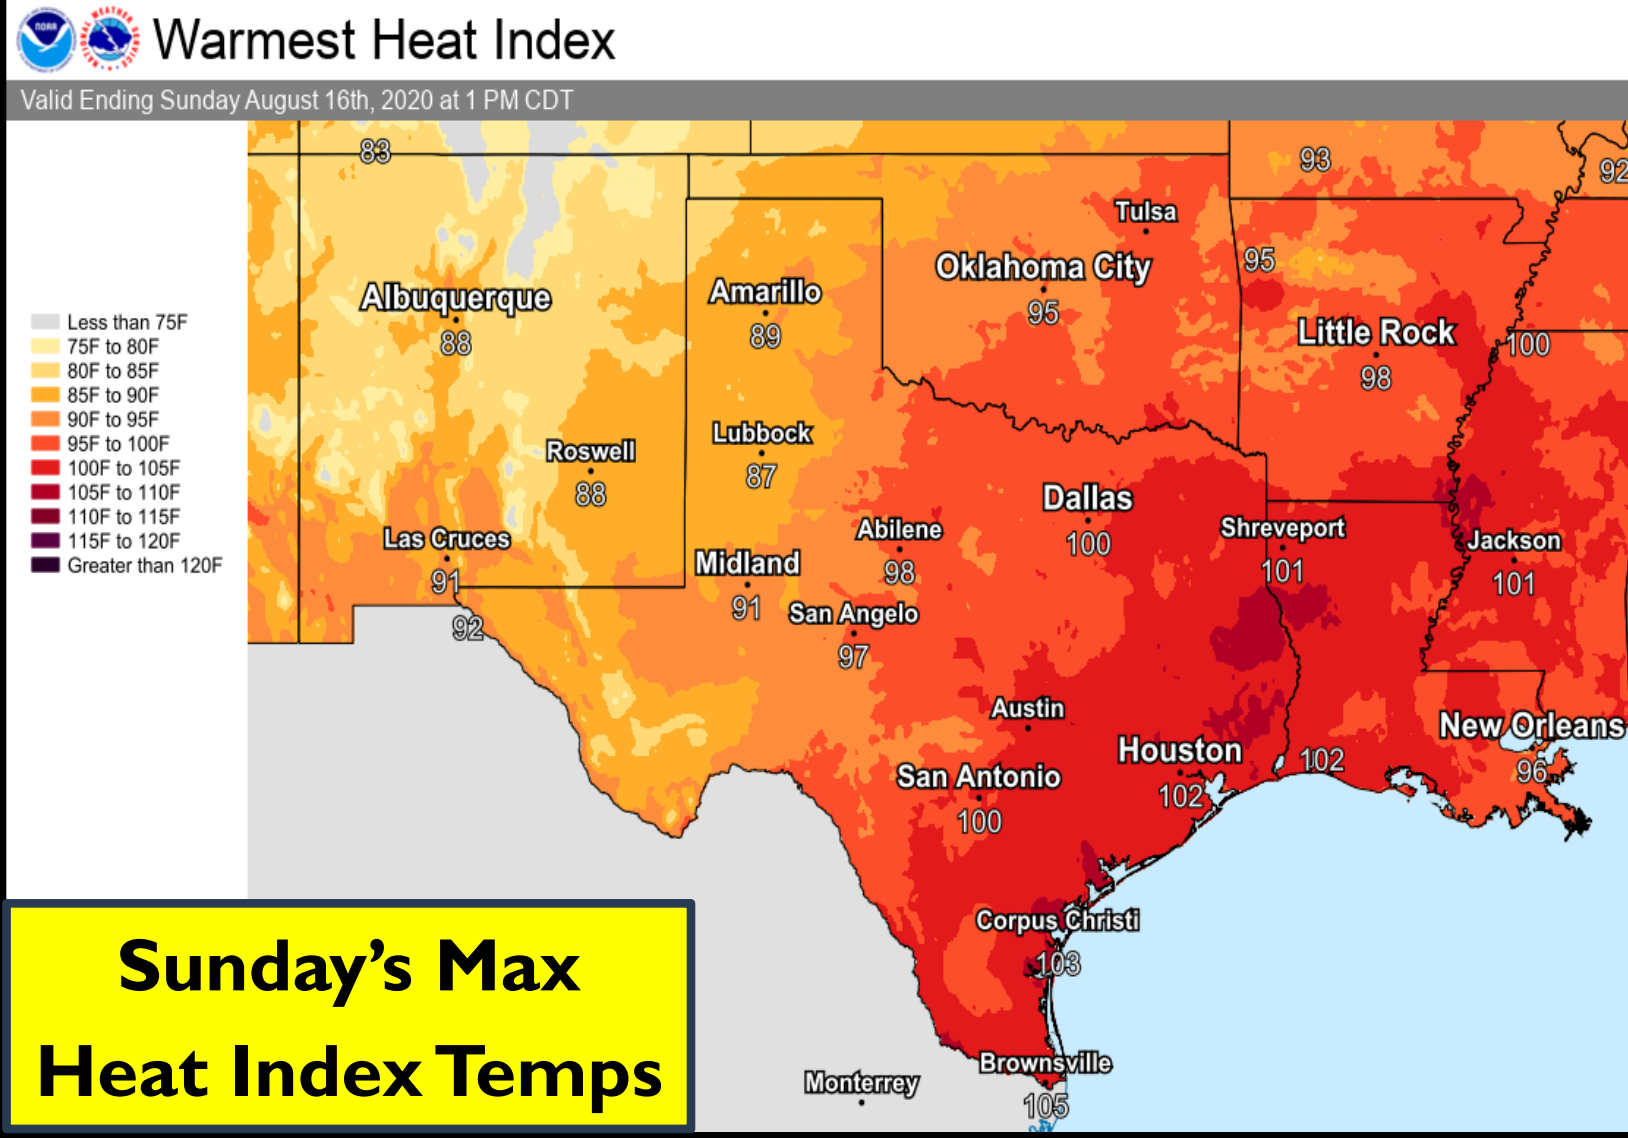 NOAA
Warmest Heat Index
Valid Ending Sunday August 16th, 2020 at 1 PM CDT
83
93
92
Tulsa
95
Oklahoma City
95
Albuquerque
88
Amarillo
89
Little Rock
98
100
Less than 75F
75F to 80F
80F to 85F
85F to 90F
90F to 95F
95F to 100F
100F to 105F
105F to 110F
110F to 115F
115F to 120F
Greater than 120F
Lubbock
87
Roswell
88
Dallas
100
Abilene
98
Shreveport
101
Jackson
101
Las Cruces
91
92
Midland
91
San Angelo
97
Austin
Houston
102
102
New Orleans
96
San Antonio
100
Corpus Christi
103
Brownsville
105
Monterrey
Sunday’s Max
Heat Index Temps